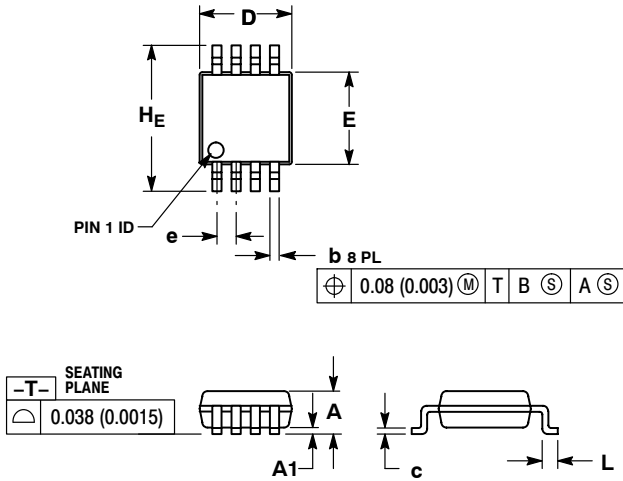 D
HE
E
PIN 1 ID
e
b 8 PL
⌖ 0.08 (0.003) Ⓜ T B Ⓢ A Ⓢ
–T– SEATING PLANE
⌓ 0.038 (0.0015)
A
A1
c
L